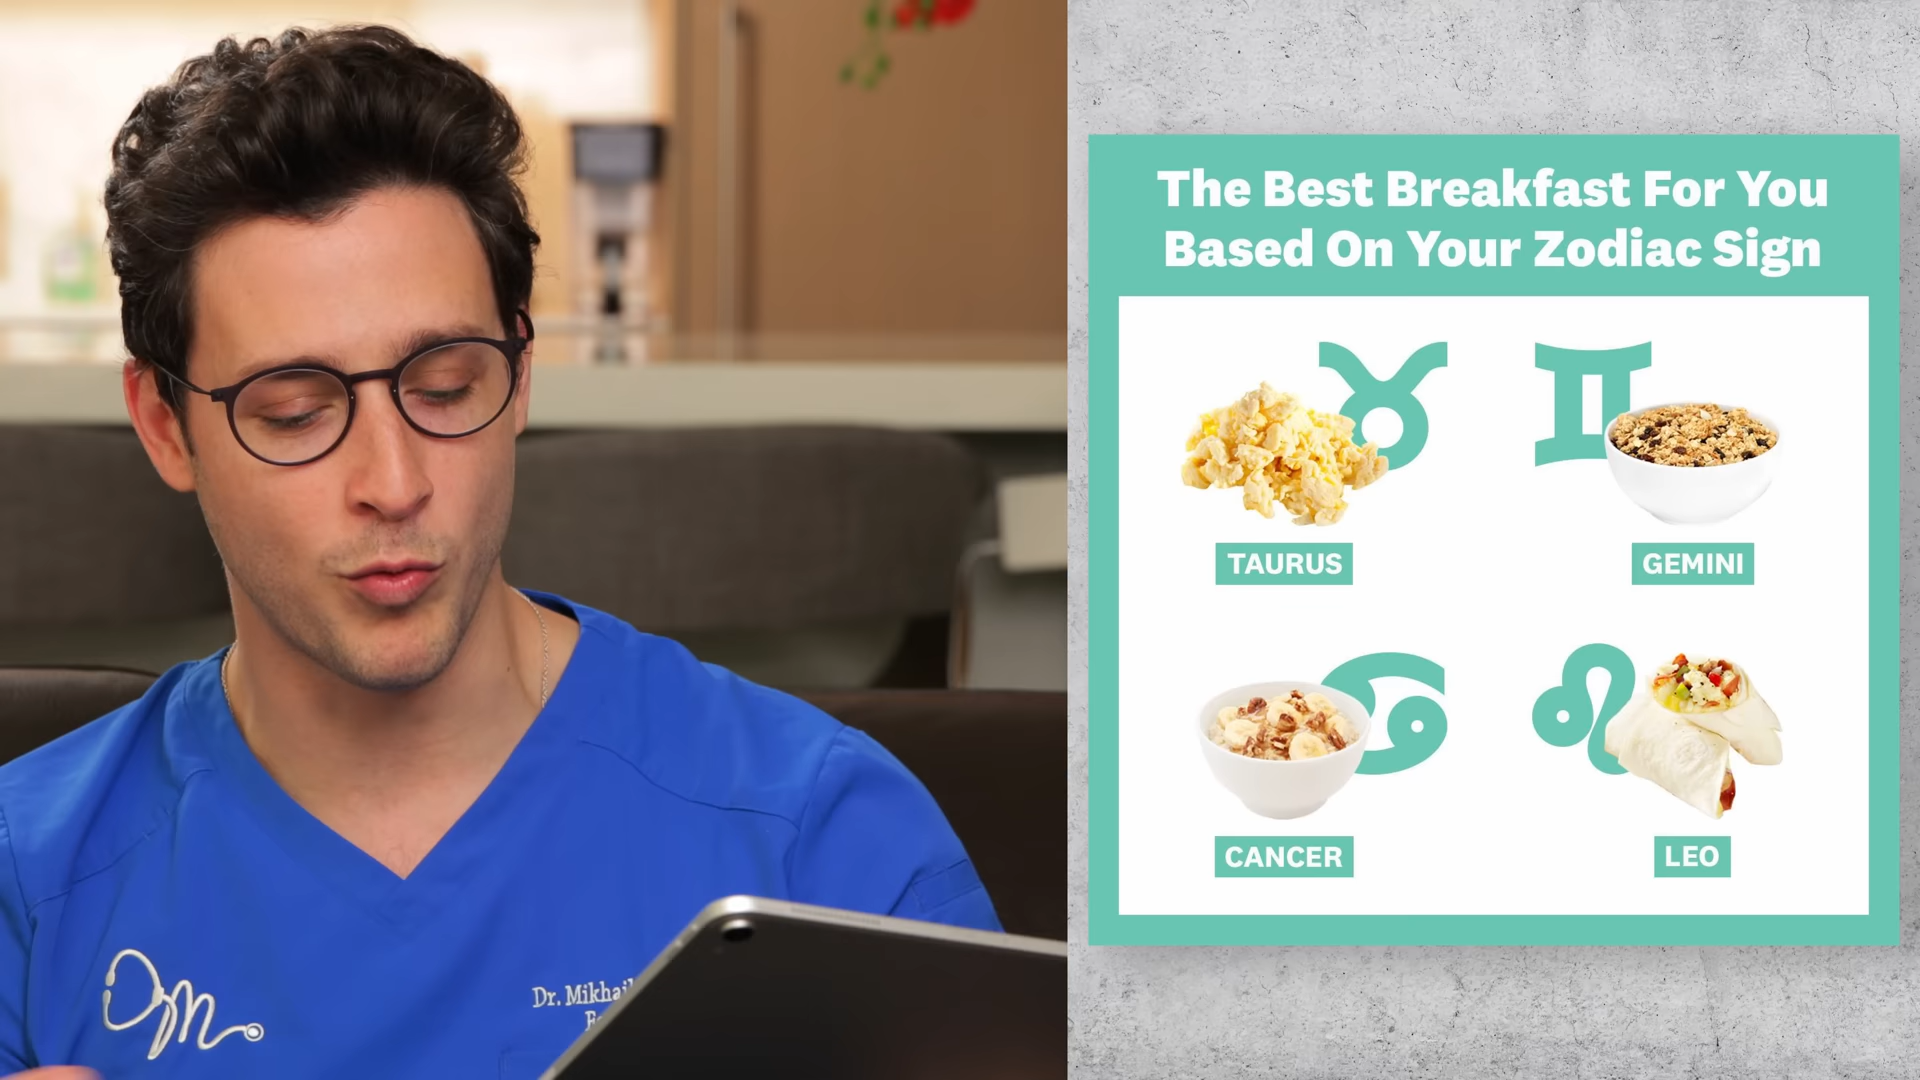 Dr. Mikhail
The Best Breakfast For You
Based On Your Zodiac Sign
TAURUS
GEMINI
CANCER
LEO